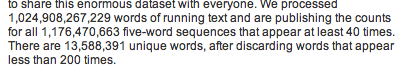 to share this enormous dataset with everyone. We processed
1,024,908,267,229 words of running text and are publishing the counts
for all 1,176,470,663 five-word sequences that appear at least 40 times.
There are 13,588,391 unique words, after discarding words that appear
less than 200 times.